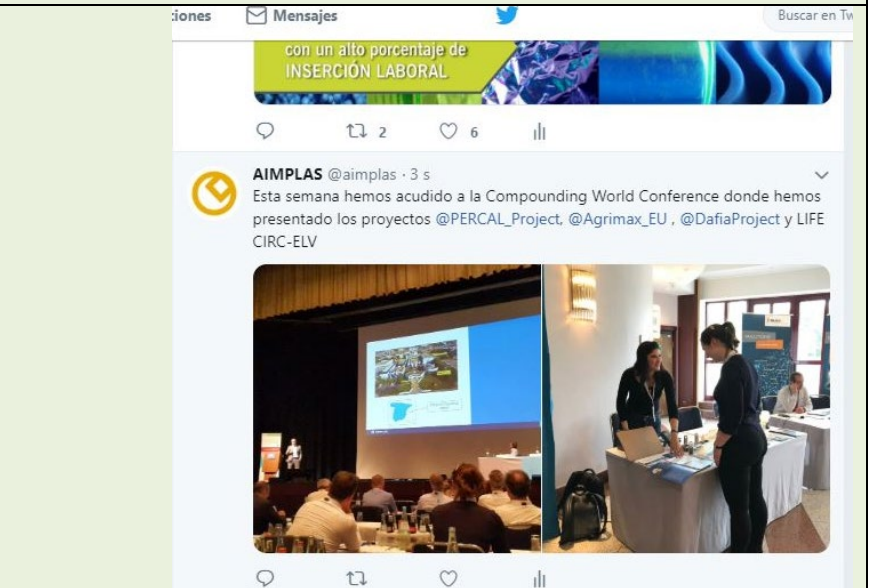 ciones Mensajes Buscar en Tw
con un alto porcentaje de
INSERCIÓN LABORAL
2 6
AIMPLAS @aimplas · 3 s
Esta semana hemos acudido a la Compounding World Conference donde hemos
presentado los proyectos @PERCAL_Project, @Agrimax_EU , @DafiaProject y LIFE
CIRC-ELV